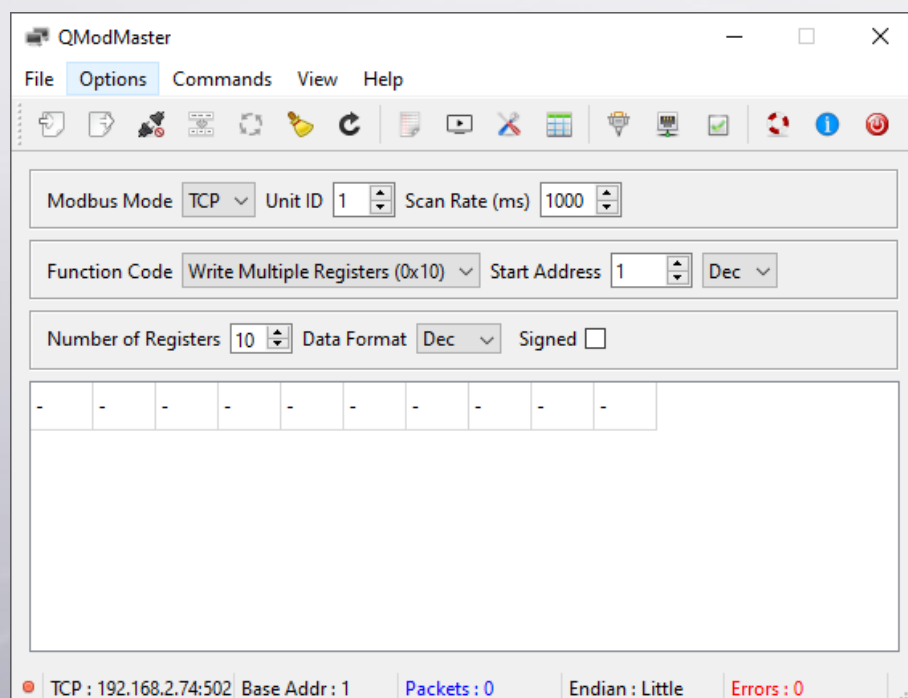 QModMaster
File Options Commands View Help
Modbus Mode TCP Unit ID 1 Scan Rate (ms) 1000
Function Code Write Multiple Registers (0x10) Start Address 1 Dec
Number of Registers 10 Data Format Dec Signed
- - - - - - - - - -
TCP : 192.168.2.74:502 Base Addr : 1 Packets : 0 Endian : Little Errors : 0